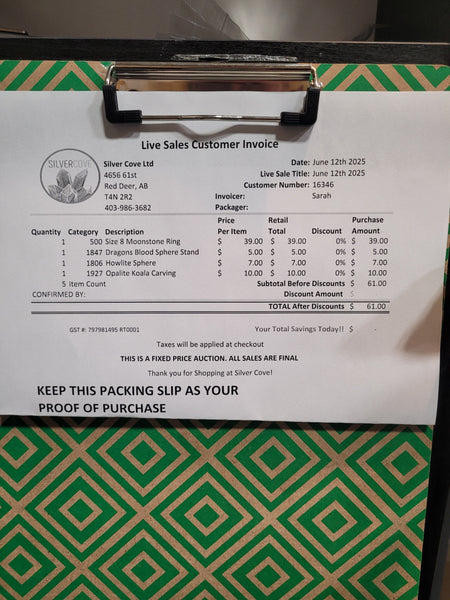 Live Sales Customer Invoice
SILVERCOVE
Silver Cove Ltd
4656 61st
Red Deer, AB
T4N 2R2
403-986-3682
Date: June 12th 2025
Live Sale Title: June 12th 2025
Customer Number: 16346
Invoicer: Sarah
Packager:
Quantity Category Description Price Per Item Retail Total Discount Purchase Amount
1 500 Size 8 Moonstone Ring $ 39.00 $ 39.00 0% $ 39.00
1 1847 Dragons Blood Sphere Stand $ 5.00 $ 5.00 0% $ 5.00
1 1806 Howlite Sphere $ 7.00 $ 7.00 0% $ 7.00
1 1927 Opalite Koala Carving $ 10.00 $ 10.00 0% $ 10.00
5 Item Count Subtotal Before Discounts $ 61.00
CONFIRMED BY: Discount Amount $
TOTAL After Discounts $ 61.00
GST #: 797981495 RT0001 Your Total Savings Today!! $ -
Taxes will be applied at checkout
THIS IS A FIXED PRICE AUCTION. ALL SALES ARE FINAL
Thank you for Shopping at Silver Cove!
KEEP THIS PACKING SLIP AS YOUR
PROOF OF PURCHASE